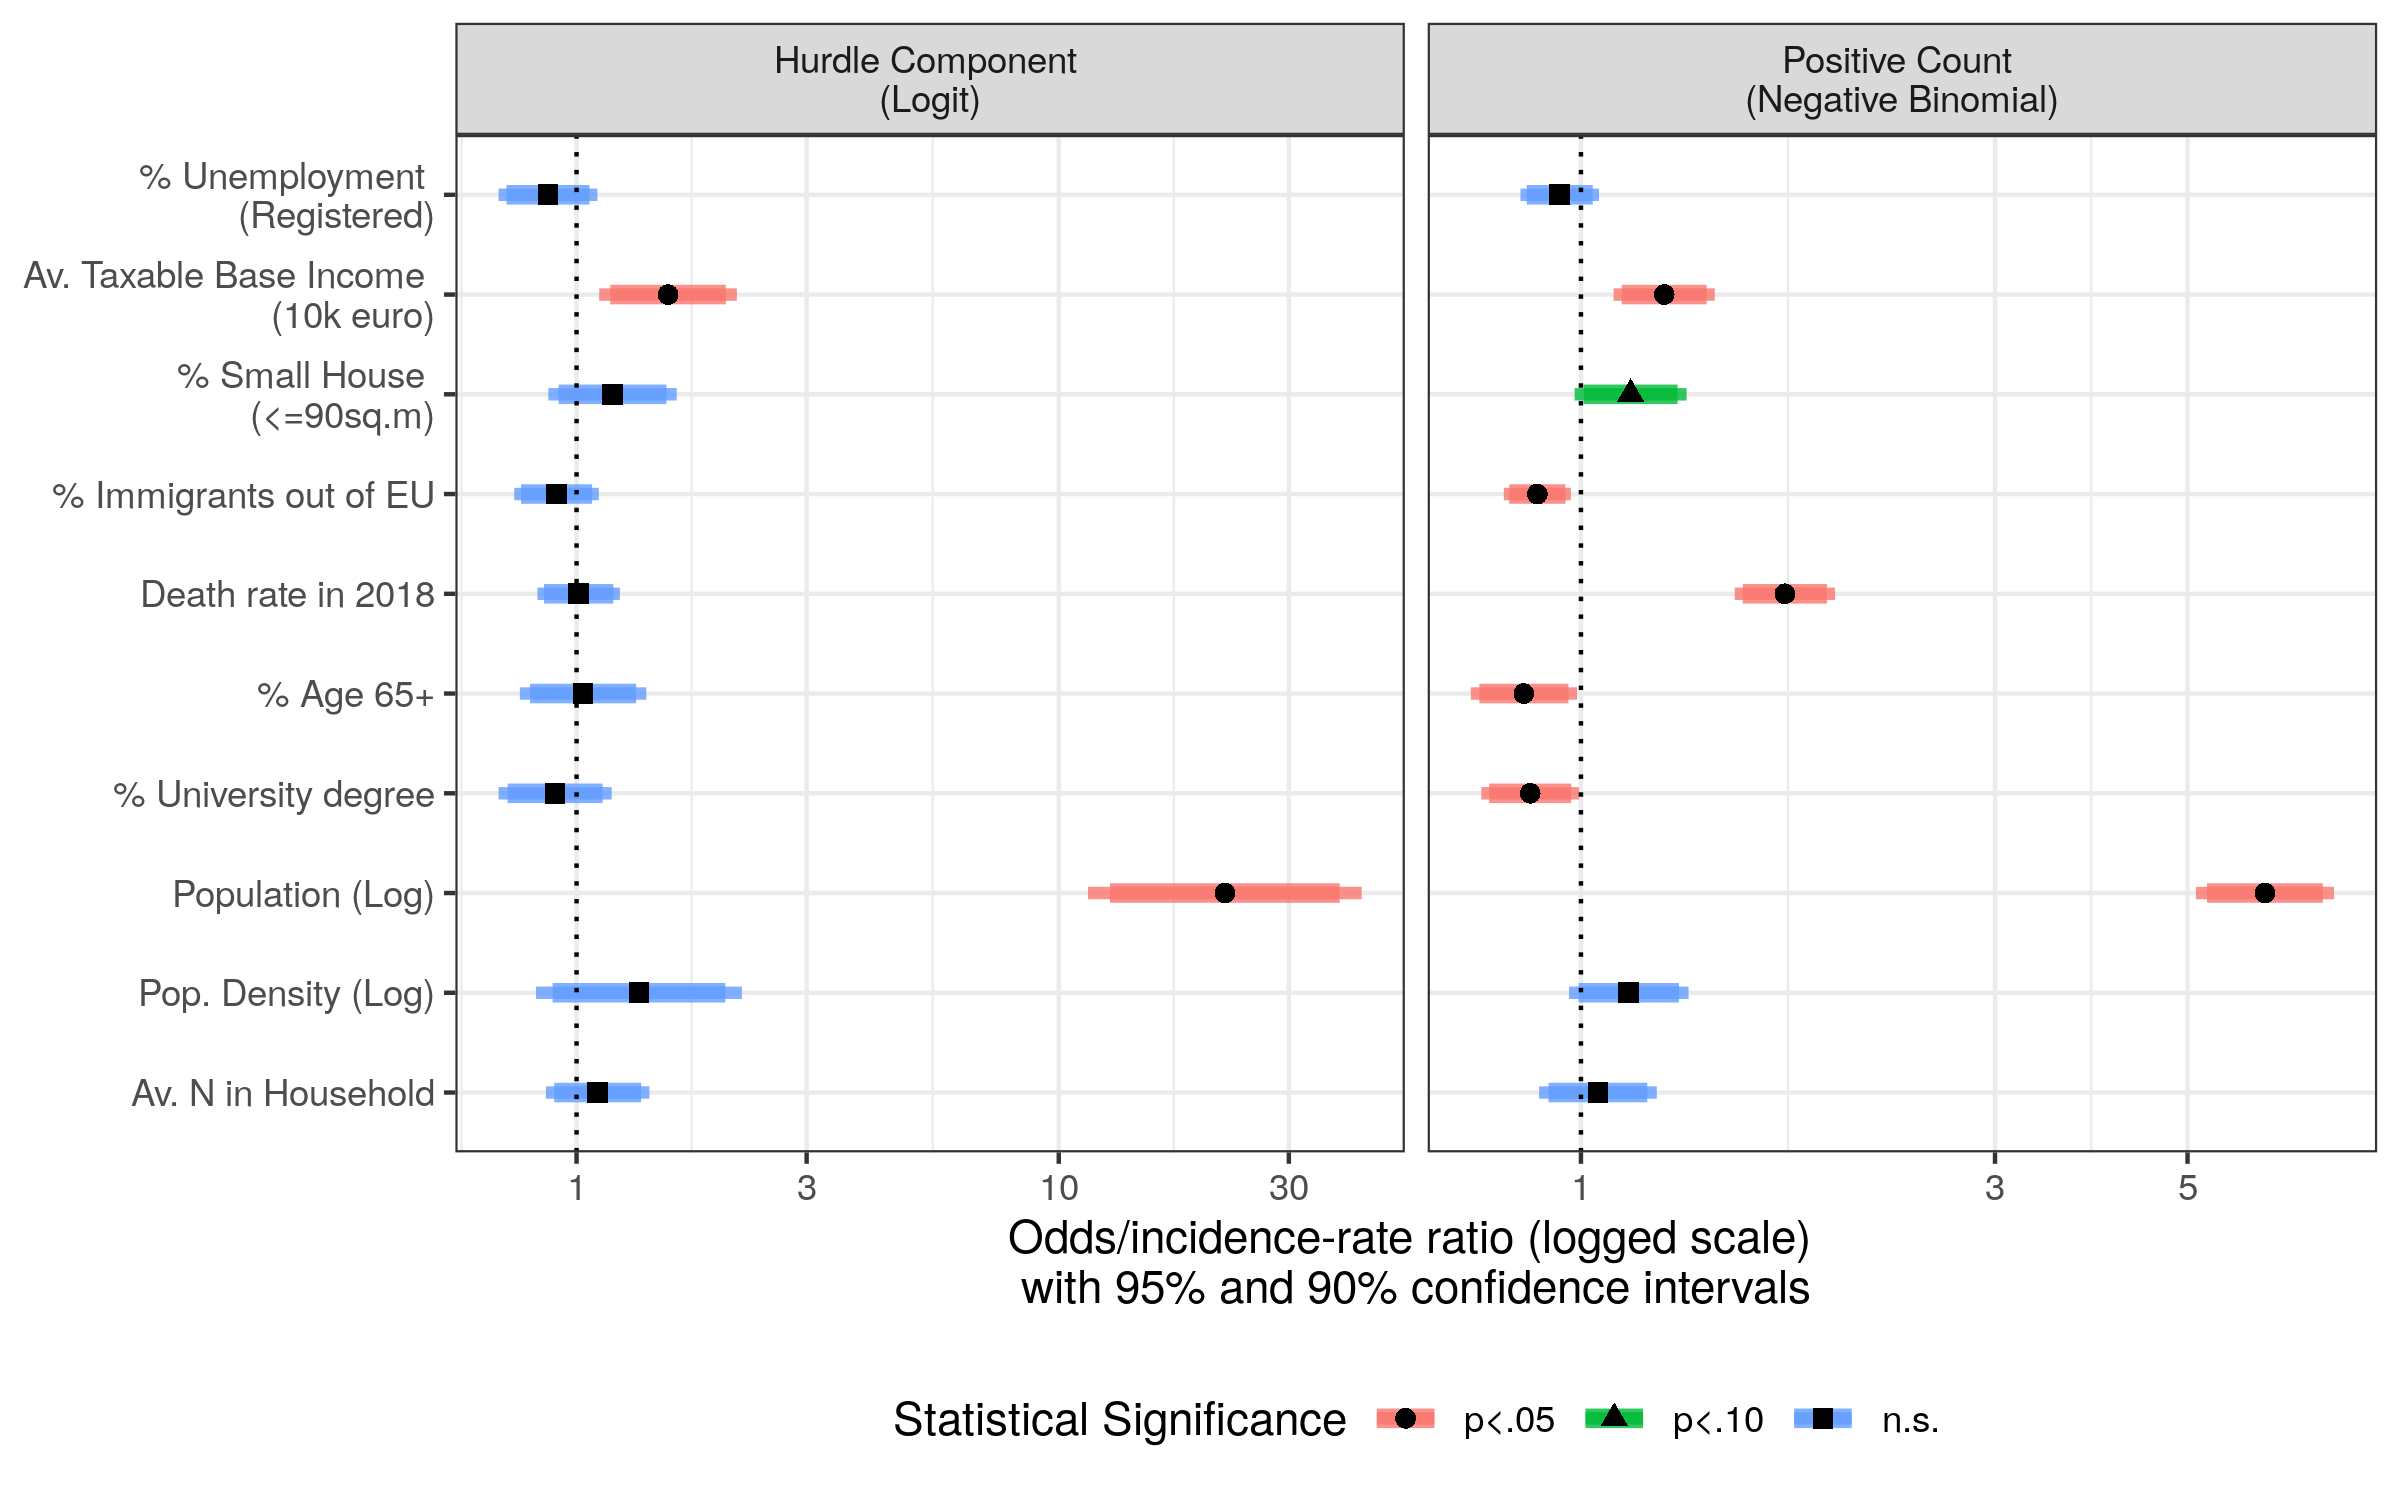 Hurdle Component
(Logit)
Positive Count
(Negative Binomial)
% Unemployment
(Registered)
Av. Taxable Base Income
(10k euro)
% Small House
(<=90sq.m)
% Immigrants out of EU
Death rate in 2018
% Age 65+
% University degree
Population (Log)
Pop. Density (Log)
Av. N in Household
1 3 10 30 1 3 5
Odds/incidence-rate ratio (logged scale)
with 95% and 90% confidence intervals
Statistical Significance p<.05 p<.10 n.s.